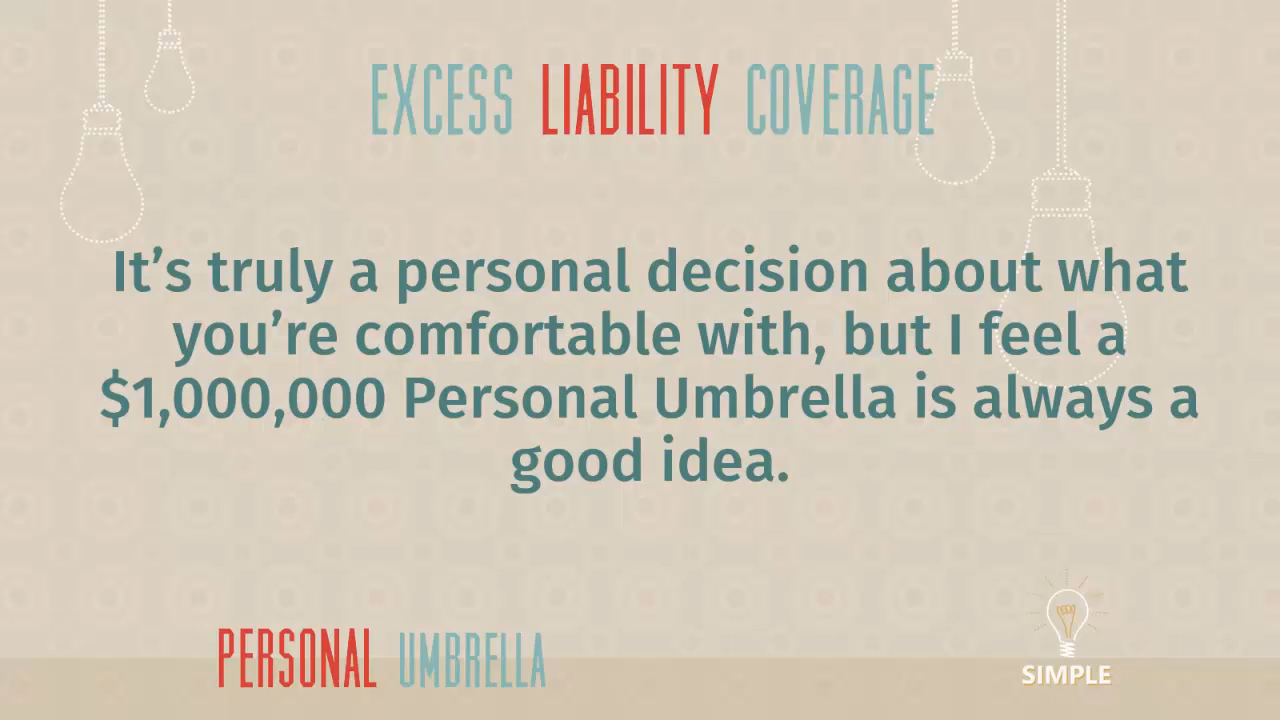 EXCESS LIABILITY COVERAGE
It’s truly a personal decision about what
you’re comfortable with, but I feel a
$1,000,000 Personal Umbrella is always a
good idea.
PERSONAL UMBRELLA
SIMPLE